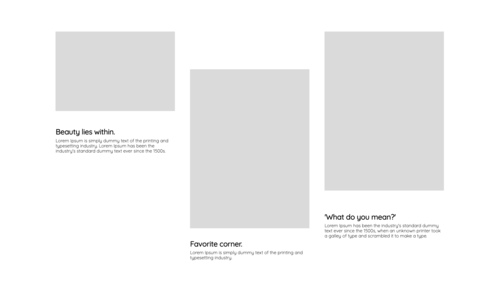 Beauty lies within.
Lorem Ipsum is simply dummy text of the printing and
typesetting industry. Lorem Ipsum has been the
industry's standard dummy text ever since the 1500s.
Favorite corner.
Lorem Ipsum is simply dummy text of the printing and
typesetting industry.
'What do you mean?'
Lorem Ipsum has been the industry's standard dummy
text ever since the 1500s, when an unknown printer took
a galley of type and scrambled it to make a type